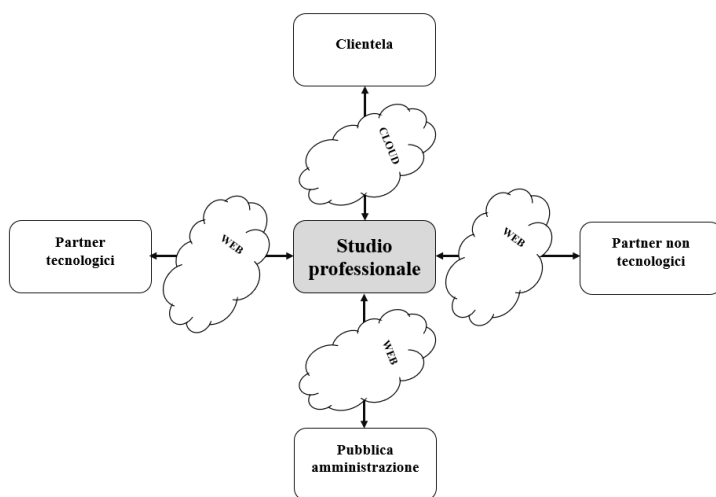 Clientela
CLOUD
Partner
tecnologici
WEB
Studio
professionale
WEB
Partner non
tecnologici
WEB
Pubblica
amministrazione